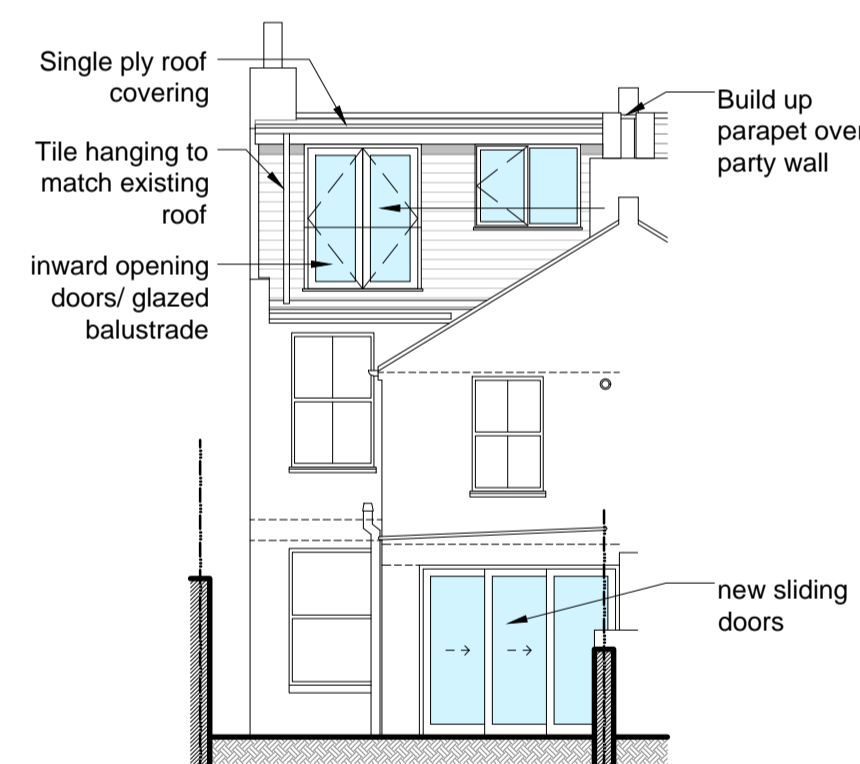 Single ply roof
covering
Tile hanging to
match existing
roof
inward opening
doors/ glazed
balustrade
Build up
parapet over
party wall
new sliding
doors